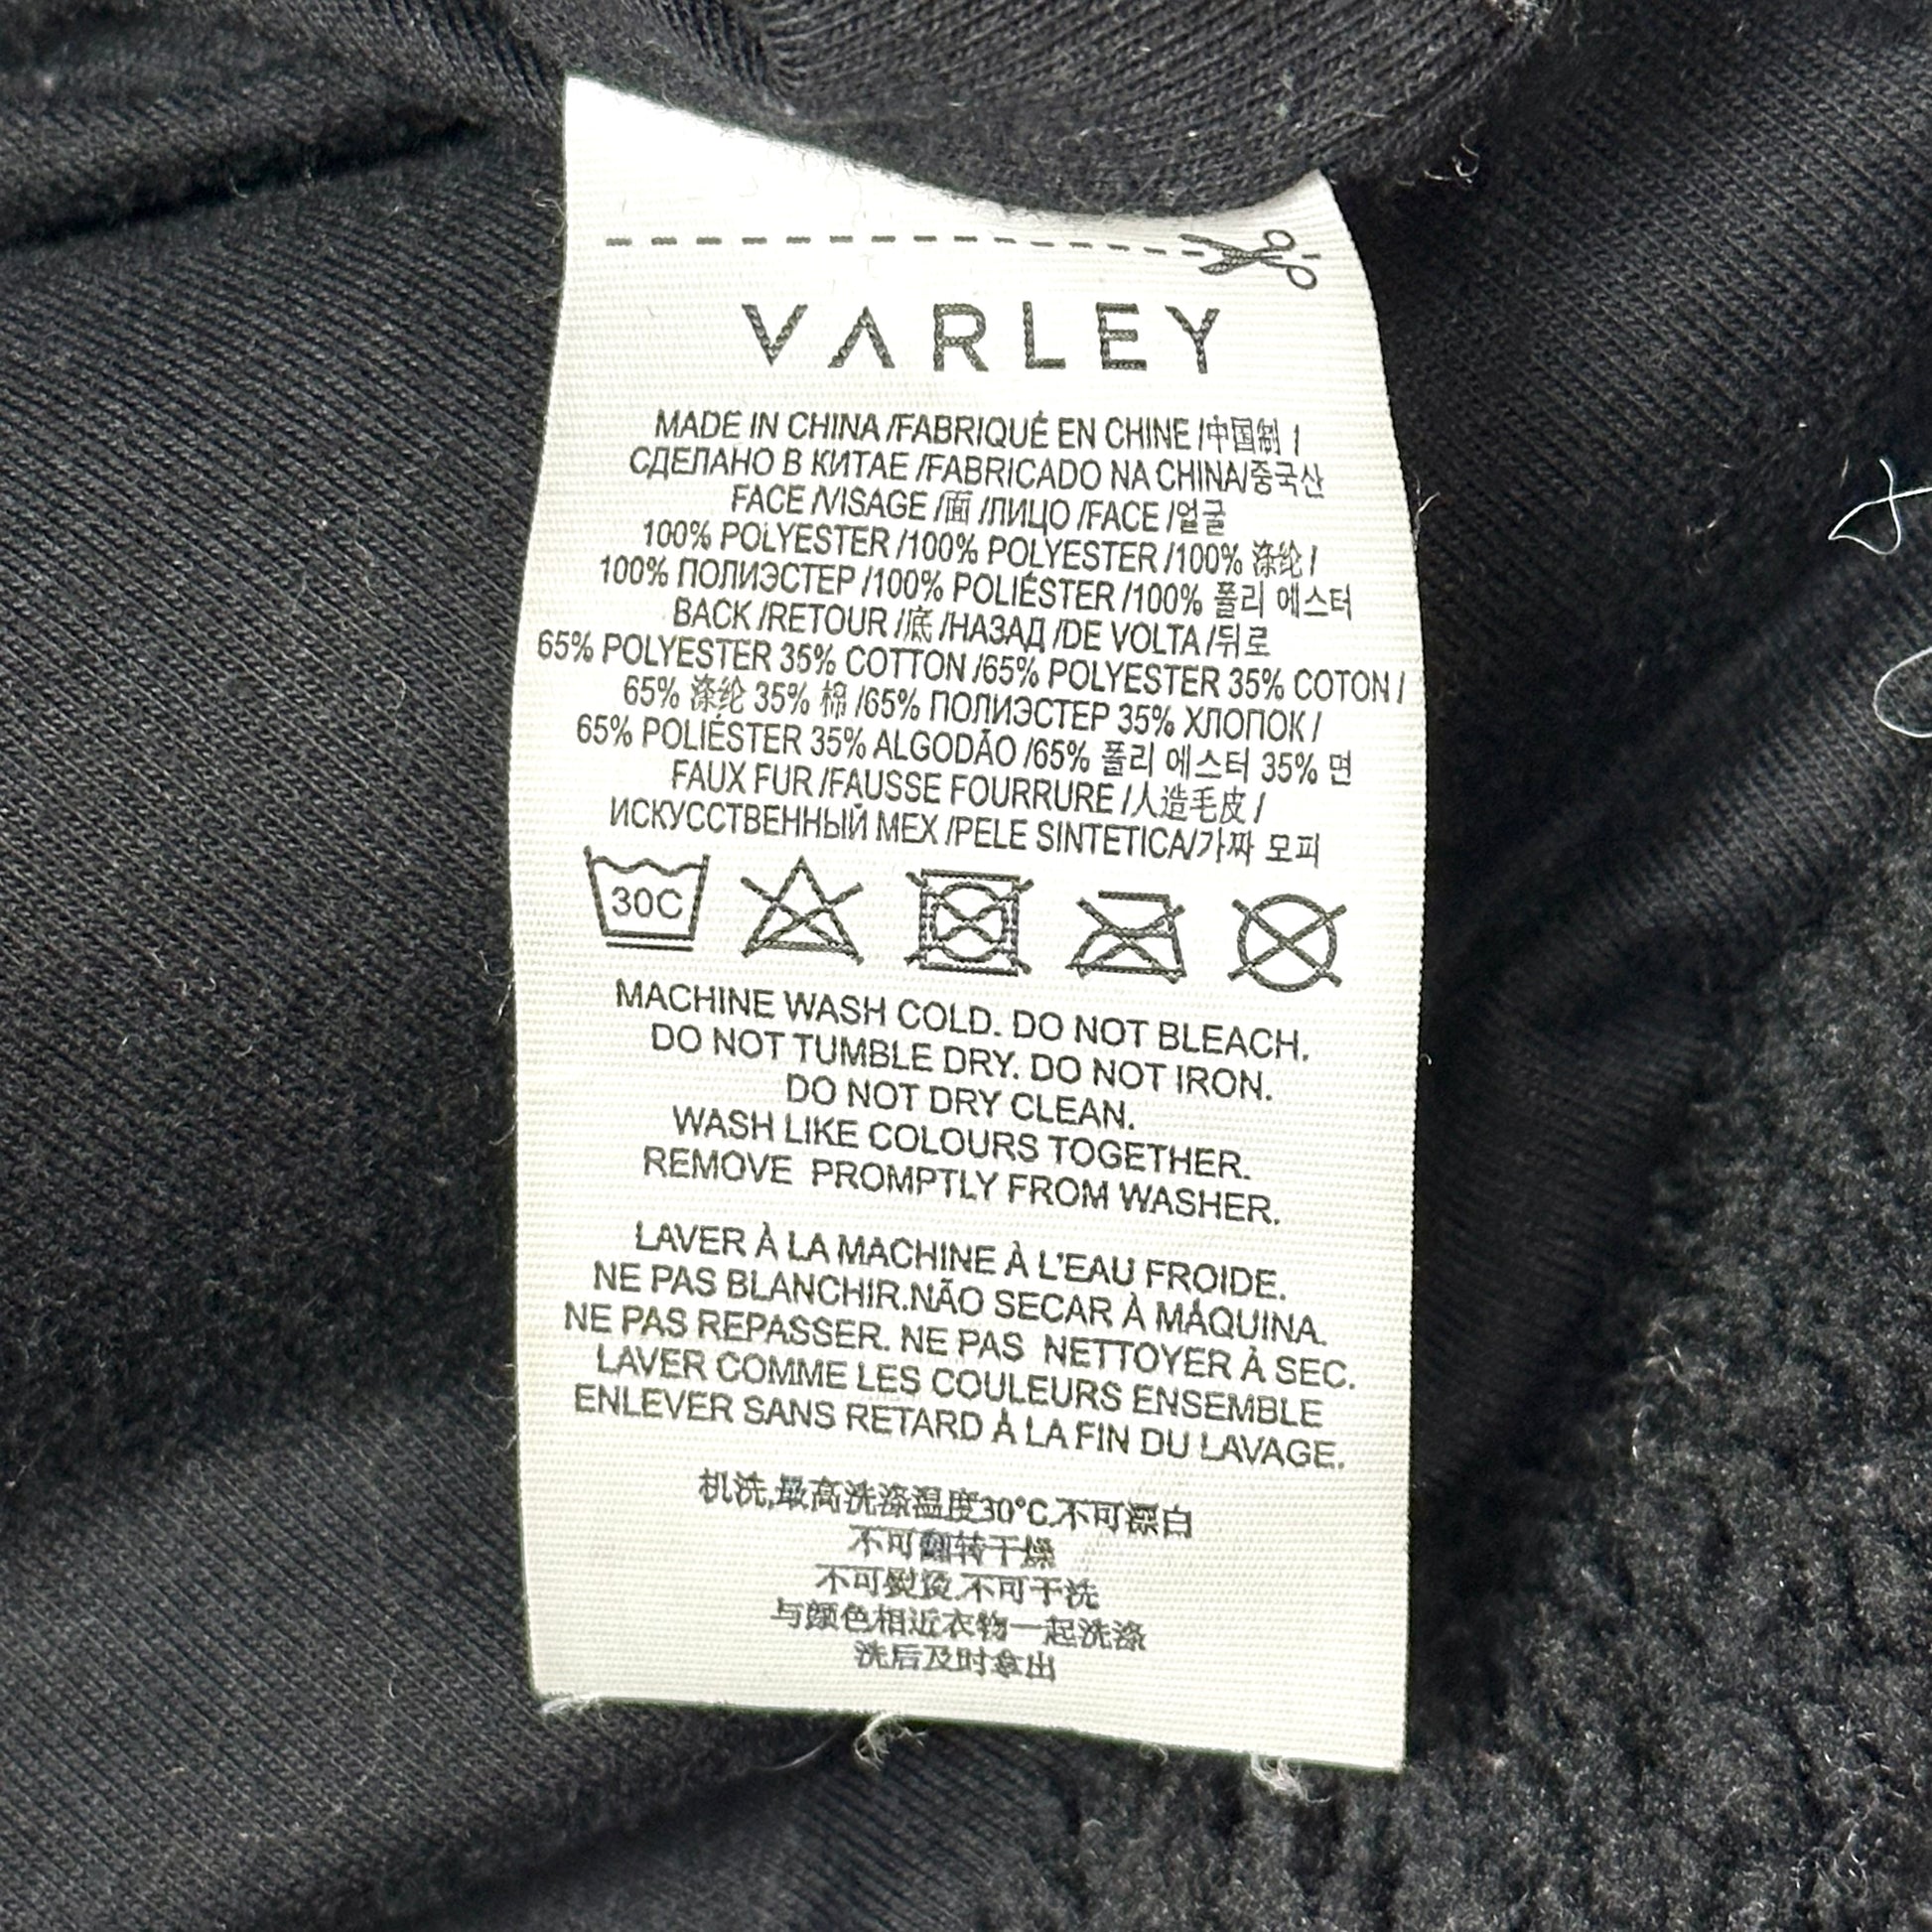 VARLEY
MADE IN CHINA /FABRIQUÉ EN CHINE /中国制 /
СДЕЛАНО В КИТАЕ /FABRICADO NA CHINA/중국산
FACE /VISAGE /面 /ЛИЦО /FACE /얼굴
100% POLYESTER /100% POLYESTER /100% 涤纶 /
100% ПОЛИЭСТЕР /100% POLIÉSTER /100% 폴리 에스터
BACK /RETOUR /底 /НАЗАД /DE VOLTA /뒤로
65% POLYESTER 35% COTTON /65% POLYESTER 35% COTON /
65% 涤纶 35% 棉 /65% ПОЛИЭСТЕР 35% ХЛОПОК /
65% POLIÉSTER 35% ALGODÃO /65% 폴리 에스터 35% 면
FAUX FUR /FAUSSE FOURRURE /人造毛皮 /
ИСКУССТВЕННЫЙ МЕХ /PELE SINTETICA/가짜 모피
30C
MACHINE WASH COLD. DO NOT BLEACH.
DO NOT TUMBLE DRY. DO NOT IRON.
DO NOT DRY CLEAN.
WASH LIKE COLOURS TOGETHER.
REMOVE PROMPTLY FROM WASHER.
LAVER À LA MACHINE À L'EAU FROIDE.
NE PAS BLANCHIR.NÃO SECAR À MÁQUINA.
NE PAS REPASSER. NE PAS NETTOYER À SEC.
LAVER COMME LES COULEURS ENSEMBLE
ENLEVER SANS RETARD À LA FIN DU LAVAGE.
机洗,最高洗涤温度30°C.不可漂白
不可翻转干燥
不可熨烫.不可干洗
与颜色相近衣物一起洗涤
洗后及时拿出